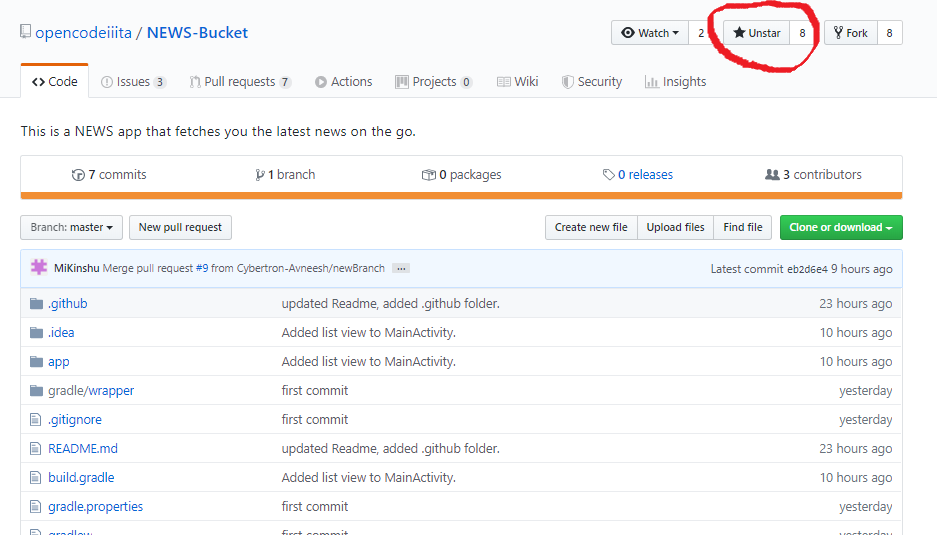 opencodeiiita / NEWS-Bucket
Watch 2 Unstar 8 Fork 8
Code Issues 3 Pull requests 7 Actions Projects 0 Wiki Security Insights
This is a NEWS app that fetches you the latest news on the go.
7 commits 1 branch 0 packages 0 releases 3 contributors
Branch: master New pull request Create new file Upload files Find file Clone or download
MiKinshu Merge pull request #9 from Cybertron-Avneesh/newBranch ... Latest commit eb2d6e4 9 hours ago
.github updated Readme, added .github folder. 23 hours ago
.idea Added list view to MainActivity. 10 hours ago
app Added list view to MainActivity. 10 hours ago
gradle/wrapper first commit yesterday
.gitignore first commit yesterday
README.md updated Readme, added .github folder. 23 hours ago
build.gradle Added list view to MainActivity. 10 hours ago
gradle.properties first commit yesterday
gradlew first commit yesterday